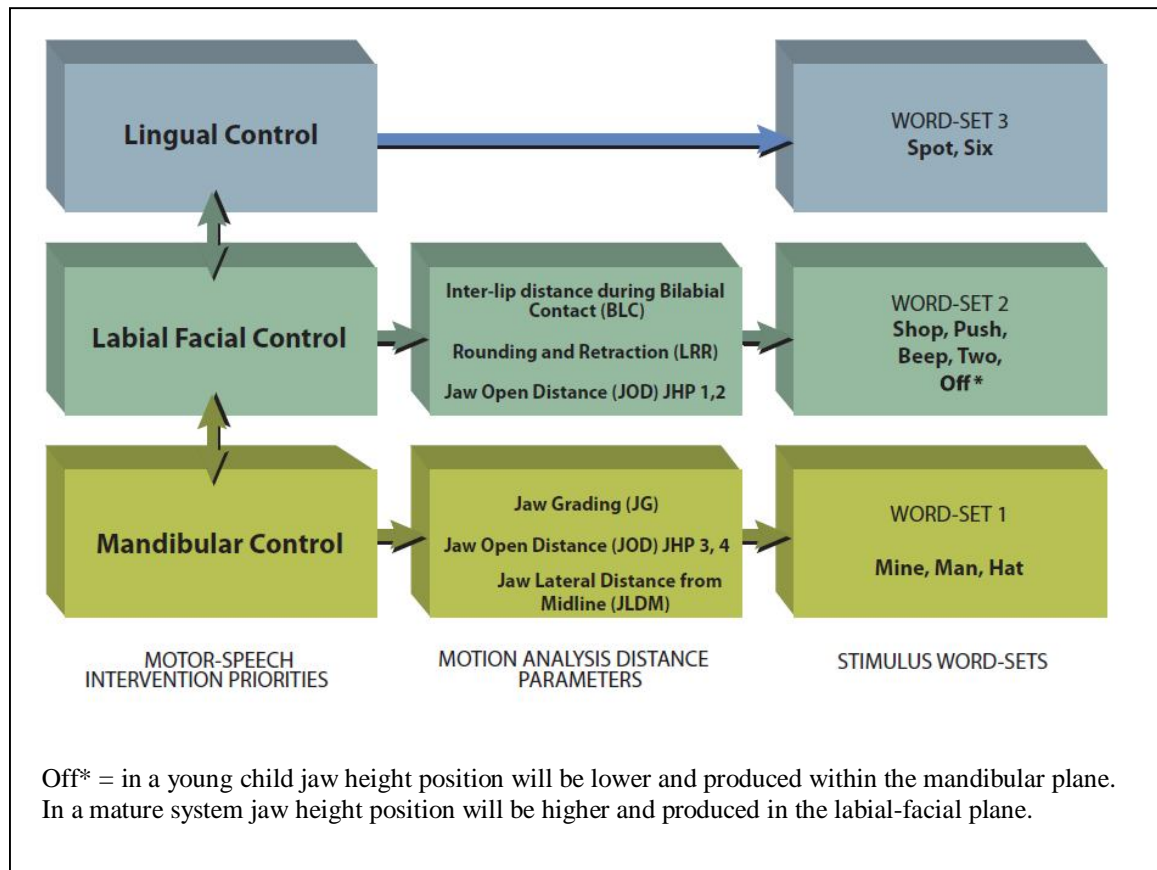 Lingual Control
WORD-SET 3
Spot, Six
Labial Facial Control
Inter-lip distance during Bilabial
Contact (BLC)
Rounding and Retraction (LRR)
Jaw Open Distance (JOD) JHP 1,2
WORD-SET 2
Shop, Push,
Beep, Two,
Off *
Mandibular Control
Jaw Grading (JG)
Jaw Open Distance (JOD) JHP 3, 4
Jaw Lateral Distance from
Midline (JLDM)
WORD-SET 1
Mine, Man, Hat
MOTOR-SPEECH
INTERVENTION PRIORITIES
MOTION ANALYSIS DISTANCE
PARAMETERS
STIMULUS WORD-SETS
Off* = in a young child jaw height position will be lower and produced within the mandibular plane.
In a mature system jaw height position will be higher and produced in the labial-facial plane.